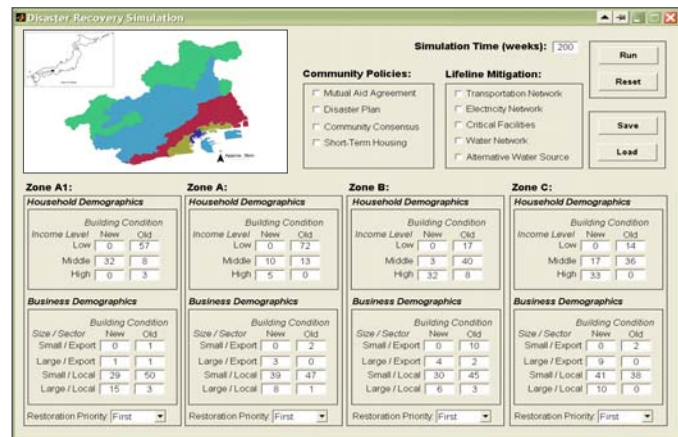 Disaster Recovery Simulation
Simulation Time (weeks): 200
Run
Reset
Save
Load
Community Policies:
Mutual Aid Agreement
Disaster Plan
Community Consensus
Short-Term Housing
Lifeline Mitigation:
Transportation Network
Electricity Network
Critical Facilities
Water Network
Alternative Water Source
Zone A1:
Household Demographics
Building Condition
Income Level New Old
Low 0 57
Middle 32 8
High 0 3
Business Demographics
Building Condition
Size / Sector New Old
Small / Export 0 1
Large / Export 1 1
Small / Local 29 50
Large / Local 15 3
Restoration Priority: First
Zone A:
Household Demographics
Building Condition
Income Level New Old
Low 0 72
Middle 10 13
High 5 0
Business Demographics
Building Condition
Size / Sector New Old
Small / Export 0 2
Large / Export 3 0
Small / Local 39 47
Large / Local 8 1
Restoration Priority: First
Zone B:
Household Demographics
Building Condition
Income Level New Old
Low 0 17
Middle 3 40
High 32 8
Business Demographics
Building Condition
Size / Sector New Old
Small / Export 0 10
Large / Export 4 2
Small / Local 30 45
Large / Local 6 3
Restoration Priority: First
Zone C:
Household Demographics
Building Condition
Income Level New Old
Low 0 14
Middle 17 36
High 33 0
Business Demographics
Building Condition
Size / Sector New Old
Small / Export 0 2
Large / Export 9 0
Small / Local 41 38
Large / Local 10 0
Restoration Priority: First